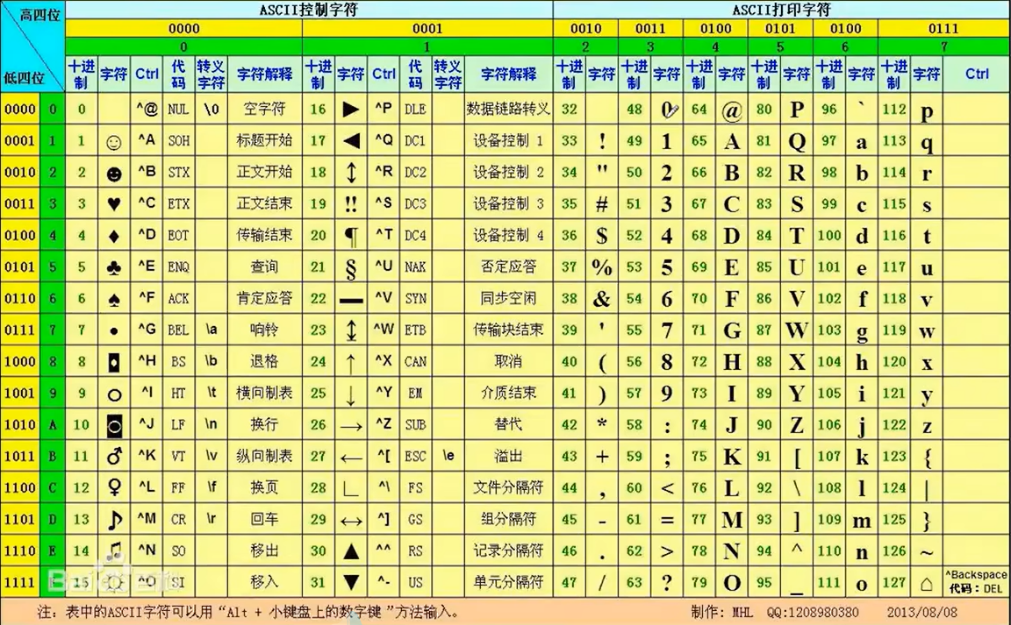 高四位 ASCII控制字符 ASCII打印字符
0000 0001 0010 0011 0100 0101 0110 0111
0 1 2 3 4 5 6 7
低四位 十进制 字符 Ctrl 代码 转义字符 字符解释 十进制 字符 Ctrl 代码 转义字符 字符解释 十进制 字符 十进制 字符 十进制 字符 十进制 字符 十进制 字符 十进制 字符 Ctrl
0000 0 0 ^@ NUL \0 空字符 16 ► ^P DLE 数据链路转义 32 48 0 64 @ 80 P 96 ` 112 p
0001 1 1 ☺ ^A SOH 标题开始 17 ◄ ^Q DC1 设备控制 1 33 ! 49 1 65 A 81 Q 97 a 113 q
0010 2 2 ☻ ^B STX 正文开始 18 ↕ ^R DC2 设备控制 2 34 " 50 2 66 B 82 R 98 b 114 r
0011 3 3 ♥ ^C ETX 正文结束 19 ‼ ^S DC3 设备控制 3 35 # 51 3 67 C 83 S 99 c 115 s
0100 4 4 ♦ ^D EOT 传输结束 20 ¶ ^T DC4 设备控制 4 36 $ 52 4 68 D 84 T 100 d 116 t
0101 5 5 ♣ ^E ENQ 查询 21 § ^U NAK 否定应答 37 % 53 5 69 E 85 U 101 e 117 u
0110 6 6 ♠ ^F ACK 肯定应答 22 ▬ ^V SYN 同步空闲 38 & 54 6 70 F 86 V 102 f 118 v
0111 7 7 • ^G BEL \a 响铃 23 ↨ ^W ETB 传输块结束 39 ' 55 7 71 G 87 W 103 g 119 w
1000 8 8 ◘ ^H BS \b 退格 24 ↑ ^X CAN 取消 40 ( 56 8 72 H 88 X 104 h 120 x
1001 9 9 ○ ^I HT \t 横向制表 25 ↓ ^Y EM 介质结束 41 ) 57 9 73 I 89 Y 105 i 121 y
1010 A 10 ◙ ^J LF \n 换行 26 → ^Z SUB 替代 42 * 58 : 74 J 90 Z 106 j 122 z
1011 B 11 ♂ ^K VT \v 纵向制表 27 ← ^[ ESC \e 溢出 43 + 59 ; 75 K 91 [ 107 k 123 {
1100 C 12 ♀ ^L FF \f 换页 28 ∟ ^\ FS 文件分隔符 44 , 60 < 76 L 92 \ 108 l 124 |
1101 D 13 ♪ ^M CR \r 回车 29 ↔ ^] GS 组分隔符 45 - 61 = 77 M 93 ] 109 m 125 }
1110 E 14 ♫ ^N SO 移出 30 ▲ ^^ RS 记录分隔符 46 . 62 > 78 N 94 ^ 110 n 126 ~
1111 F 15 ☼ ^O SI 移入 31 ▼ ^- US 单元分隔符 47 / 63 ? 79 O 95 _ 111 o 127 ⌂ ^Backspace 代码：DEL
注：表中的ASCII字符可以用“Alt + 小键盘上的数字键”方法输入。 制作：MHL QQ:1208980380 2013/08/08